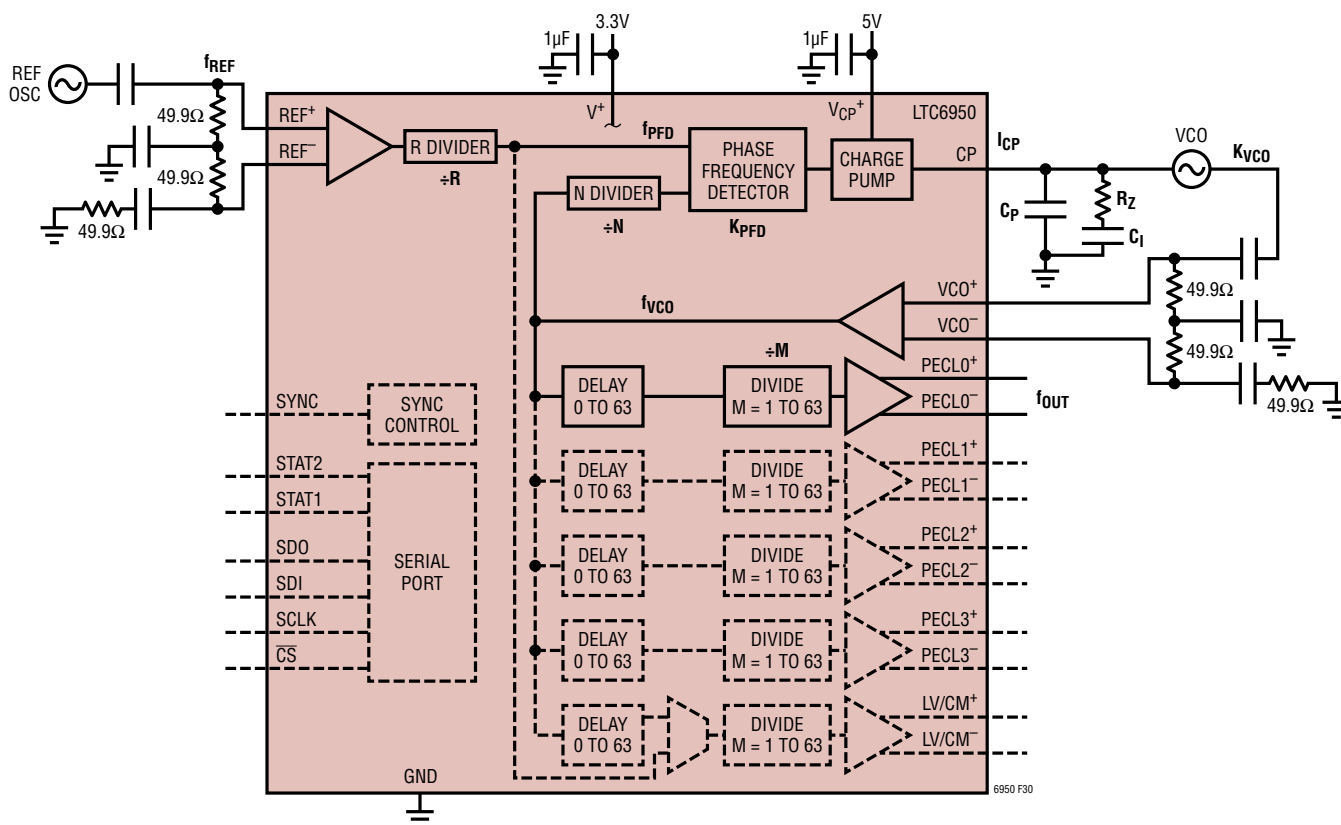 3.3V
5V
1µF
1µF
REF
OSC
fREF
49.9Ω
49.9Ω
49.9Ω
REF+
REF–
V+
VCP+
LTC6950
R DIVIDER
÷R
fPFD
N DIVIDER
÷N
PHASE
FREQUENCY
DETECTOR
KPFD
CHARGE
PUMP
CP
ICP
VCO
KVCO
CP
RZ
CI
fVCO
VCO+
VCO–
49.9Ω
49.9Ω
49.9Ω
÷M
DELAY
0 TO 63
DIVIDE
M = 1 TO 63
PECL0+
PECL0–
fOUT
DELAY
0 TO 63
DIVIDE
M = 1 TO 63
PECL1+
PECL1–
DELAY
0 TO 63
DIVIDE
M = 1 TO 63
PECL2+
PECL2–
DELAY
0 TO 63
DIVIDE
M = 1 TO 63
PECL3+
PECL3–
DELAY
0 TO 63
DIVIDE
M = 1 TO 63
LV/CM+
LV/CM–
SYNC
SYNC
CONTROL
STAT2
STAT1
SDO
SDI
SCLK
C̅S̅
SERIAL
PORT
GND
6950 F30